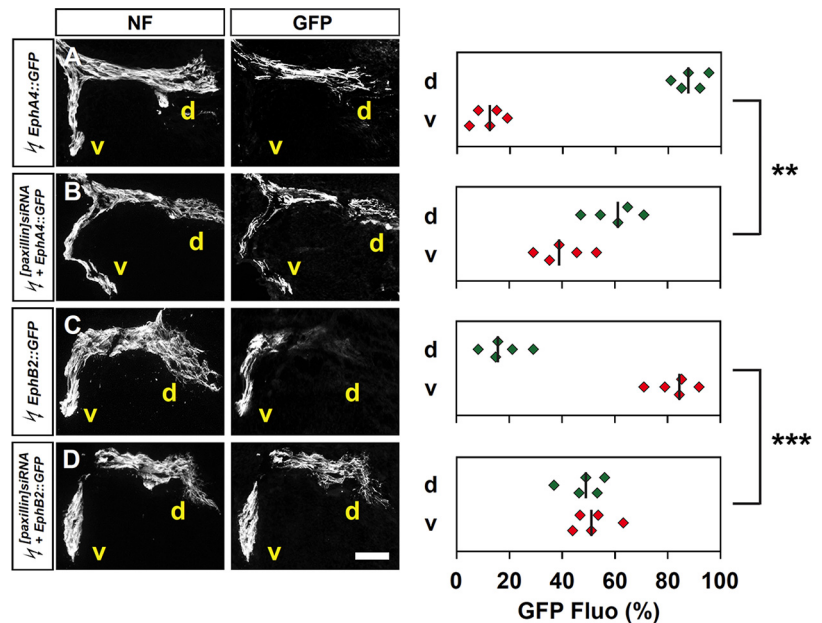 NF GFP
EphA4::GFP
A
v
d
v
d
d
v
**
[paxillin]siRNA
+ EphA4::GFP
B
v
d
v
d
d
v
EphB2::GFP
C
v
d
v
d
d
v
***
[paxillin]siRNA
+ EphB2::GFP
D
v
d
v
d
d
v
0 20 40 60 80 100
GFP Fluo (%)